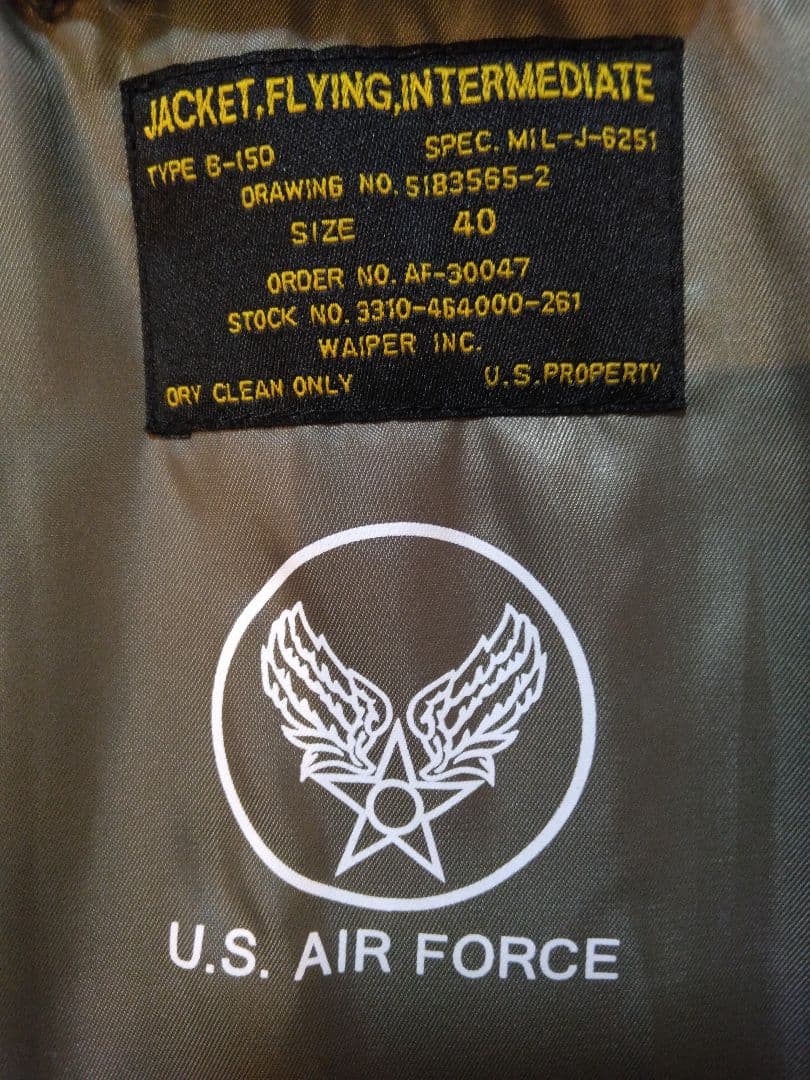 JACKET,FLYING,INTERMEDIATE
TYPE B-15D SPEC. MIL-J-6251
DRAWING NO. 5183565-2
SIZE 40
ORDER NO. AF-30047
STOCK NO. 3310-464000-261
WAIPER INC.
DRY CLEAN ONLY U.S.PROPERTY
U.S. AIR FORCE